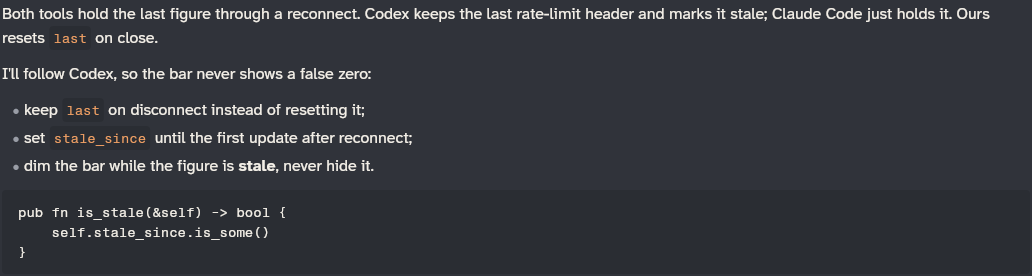 Both tools hold the last figure through a reconnect. Codex keeps the last rate-limit header and marks it stale; Claude Code just holds it. Ours
resets last on close.
I'll follow Codex, so the bar never shows a false zero:
• keep last on disconnect instead of resetting it;
• set stale_since until the first update after reconnect;
• dim the bar while the figure is stale, never hide it.
pub fn is_stale(&self) -> bool {
    self.stale_since.is_some()
}